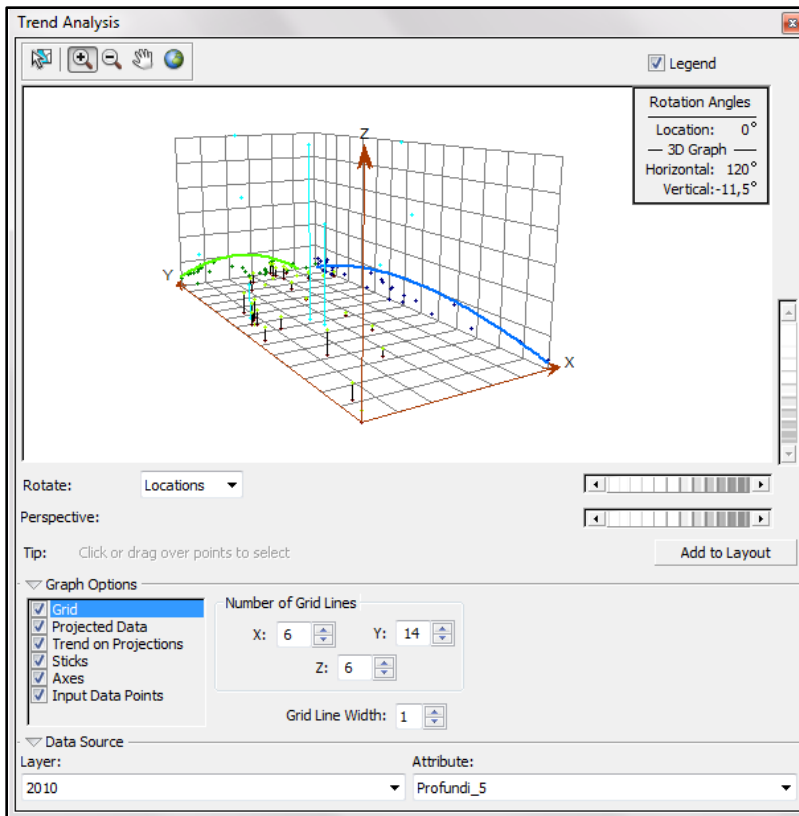 Trend Analysis
Legend
Rotation Angles
Location: 0°
3D Graph
Horizontal: 120°
Vertical:-11,5°
Z
Y
X
Rotate: Locations
Perspective:
Tip: Click or drag over points to select Add to Layout
Graph Options
Grid
Projected Data
Trend on Projections
Sticks
Axes
Input Data Points
Number of Grid Lines
X: 6 Y: 14
Z: 6
Grid Line Width: 1
Data Source
Layer: Attribute:
2010 Profundi_5